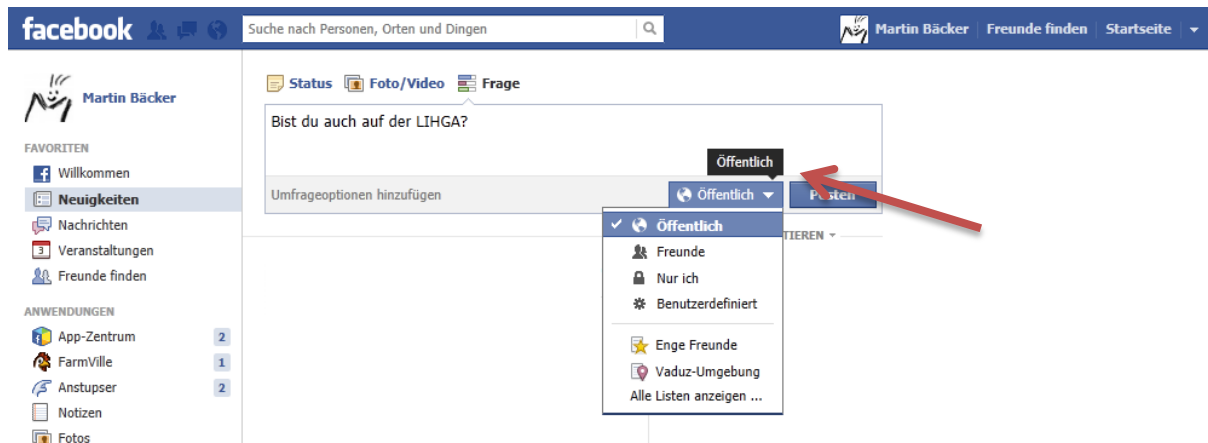 facebook
Suche nach Personen, Orten und Dingen
Martin Bäcker
Freunde finden
Startseite
Martin Bäcker
FAVORITEN
Willkommen
Neuigkeiten
Nachrichten
3
Veranstaltungen
Freunde finden
ANWENDUNGEN
App-Zentrum 2
FarmVille 1
Anstupser 2
Notizen
Fotos
Status Foto/Video Frage
Bist du auch auf der LIHGA?
Öffentlich
Umfrageoptionen hinzufügen
Öffentlich
Posten
TIEREN
Öffentlich
Freunde
Nur ich
Benutzerdefiniert
Enge Freunde
Vaduz-Umgebung
Alle Listen anzeigen ...